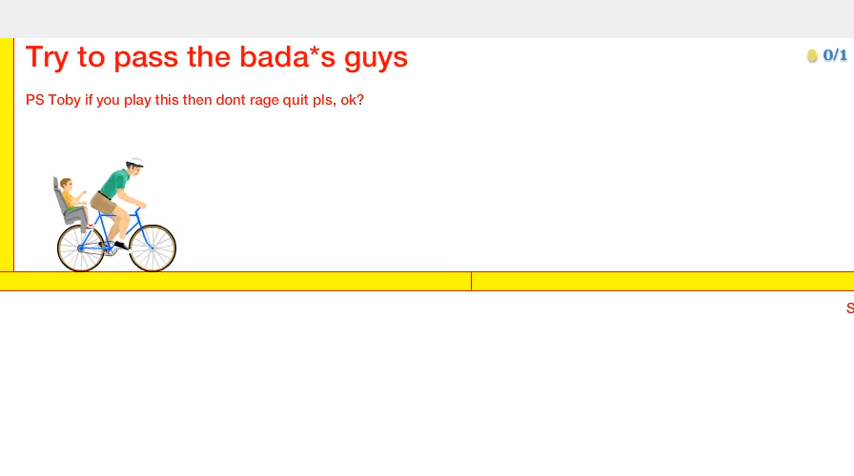 Try to pass the bada*s guys
0/1
PS Toby if you play this then dont rage quit pls, ok?
S